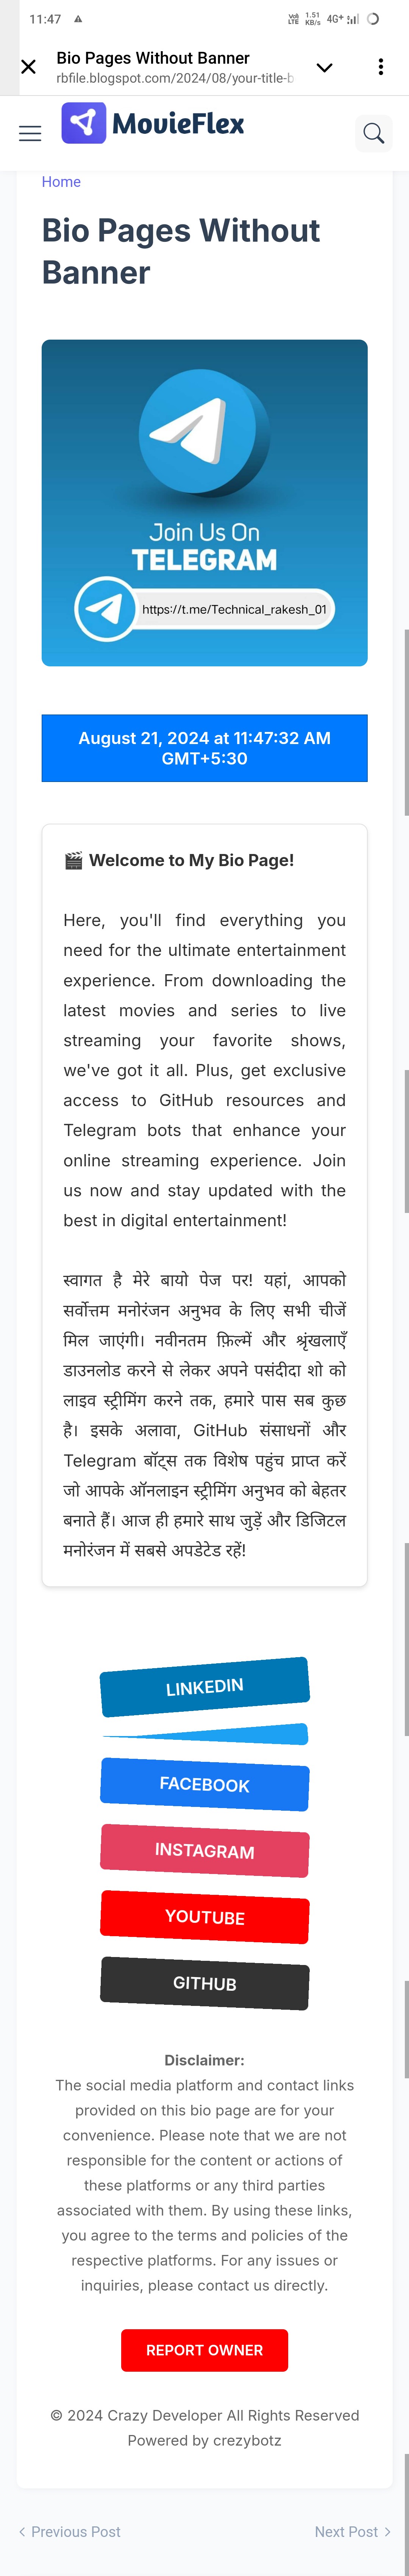 11:47
Vo) LTE 1.51 KB/s 4G+
Bio Pages Without Banner
rbfile.blogspot.com/2024/08/your-title-b
MovieFlex
Home
Bio Pages Without
Banner
Join Us On
TELEGRAM
https://t.me/Technical_rakesh_01
August 21, 2024 at 11:47:32 AM
GMT+5:30
🎬 Welcome to My Bio Page!
Here, you'll find everything you
need for the ultimate entertainment
experience. From downloading the
latest movies and series to live
streaming your favorite shows,
we've got it all. Plus, get exclusive
access to GitHub resources and
Telegram bots that enhance your
online streaming experience. Join
us now and stay updated with the
best in digital entertainment!
स्वागत है मेरे बायो पेज पर! यहां, आपको
सर्वोत्तम मनोरंजन अनुभव के लिए सभी चीजें
मिल जाएंगी। नवीनतम फ़िल्में और श्रृंखलाएँ
डाउनलोड करने से लेकर अपने पसंदीदा शो को
लाइव स्ट्रीमिंग करने तक, हमारे पास सब कुछ
है। इसके अलावा, GitHub संसाधनों और
Telegram बॉट्स तक विशेष पहुंच प्राप्त करें
जो आपके ऑनलाइन स्ट्रीमिंग अनुभव को बेहतर
बनाते हैं। आज ही हमारे साथ जुड़ें और डिजिटल
मनोरंजन में सबसे अपडेटेड रहें!
LINKEDIN
FACEBOOK
INSTAGRAM
YOUTUBE
GITHUB
Disclaimer:
The social media platform and contact links
provided on this bio page are for your
convenience. Please note that we are not
responsible for the content or actions of
these platforms or any third parties
associated with them. By using these links,
you agree to the terms and policies of the
respective platforms. For any issues or
inquiries, please contact us directly.
REPORT OWNER
© 2024 Crazy Developer All Rights Reserved
Powered by crezybotz
Previous Post
Next Post